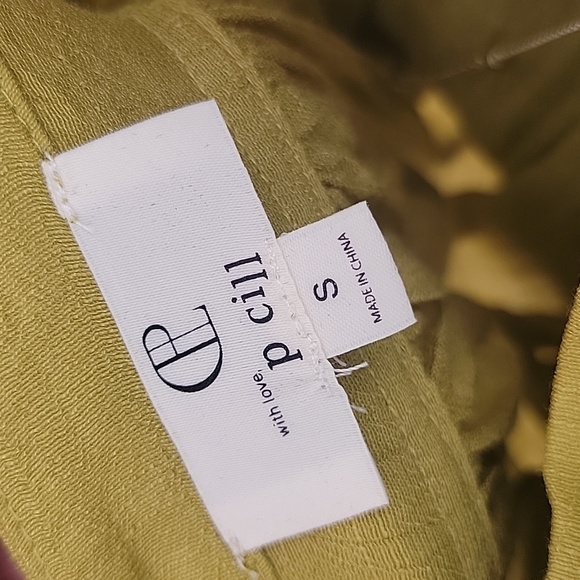 CP
with love,
p cill
S
MADE IN CHINA